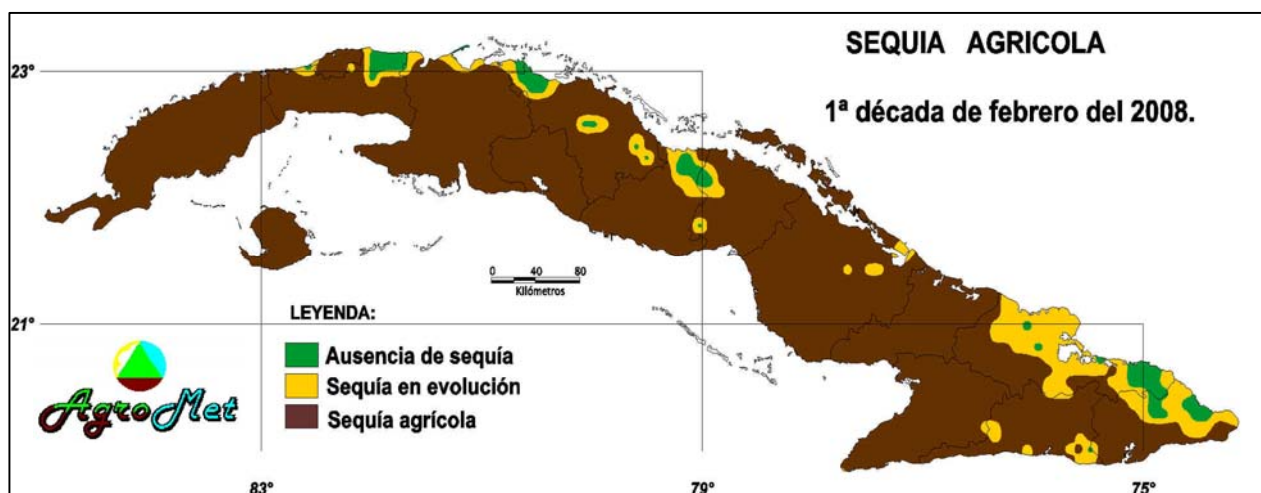 SEQUIA AGRICOLA
1ª década de febrero del 2008.
23°
21°
0 40 80
Kilómetros
LEYENDA:
Ausencia de sequía
Sequía en evolución
Sequía agrícola
AgroMet
83°
79°
75°